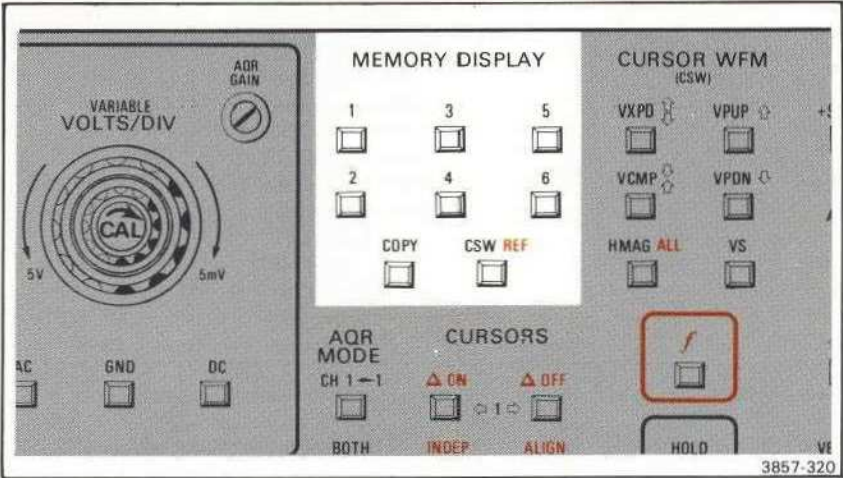 AQR
GAIN
VARIABLE
VOLTS/DIV
CAL
5V
5mV
AC
GND
DC
MEMORY DISPLAY
1
3
5
2
4
6
COPY
CSW REF
CURSOR WFM
(CSW)
VXPD
VPUP
VCMP
VPDN
HMAG ALL
VS
AQR
MODE
CH 1←1
BOTH
CURSORS
△ ON
△ OFF
⇦ 1 ⇨
INDEP
ALIGN
f
HOLD
3857-320